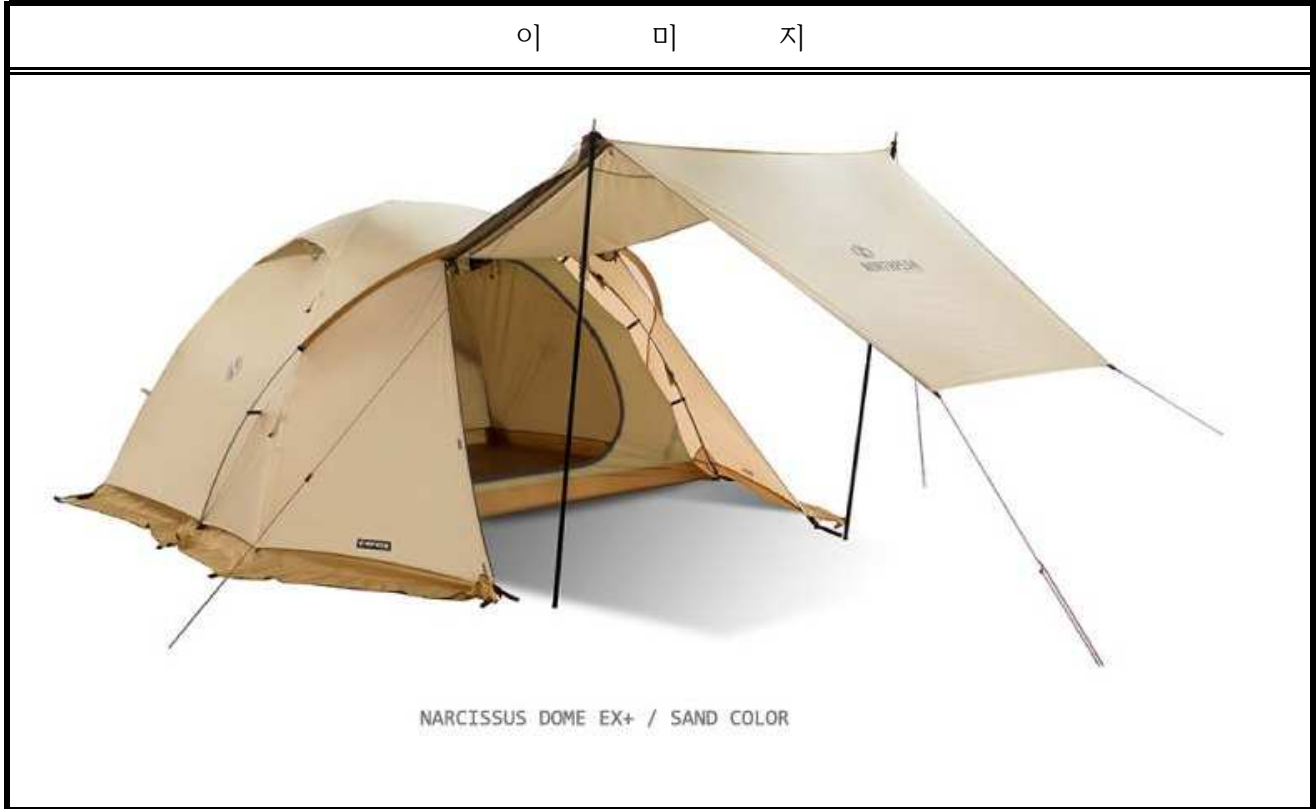 이 미 지
NARCISSUS DOME EX+ / SAND COLOR